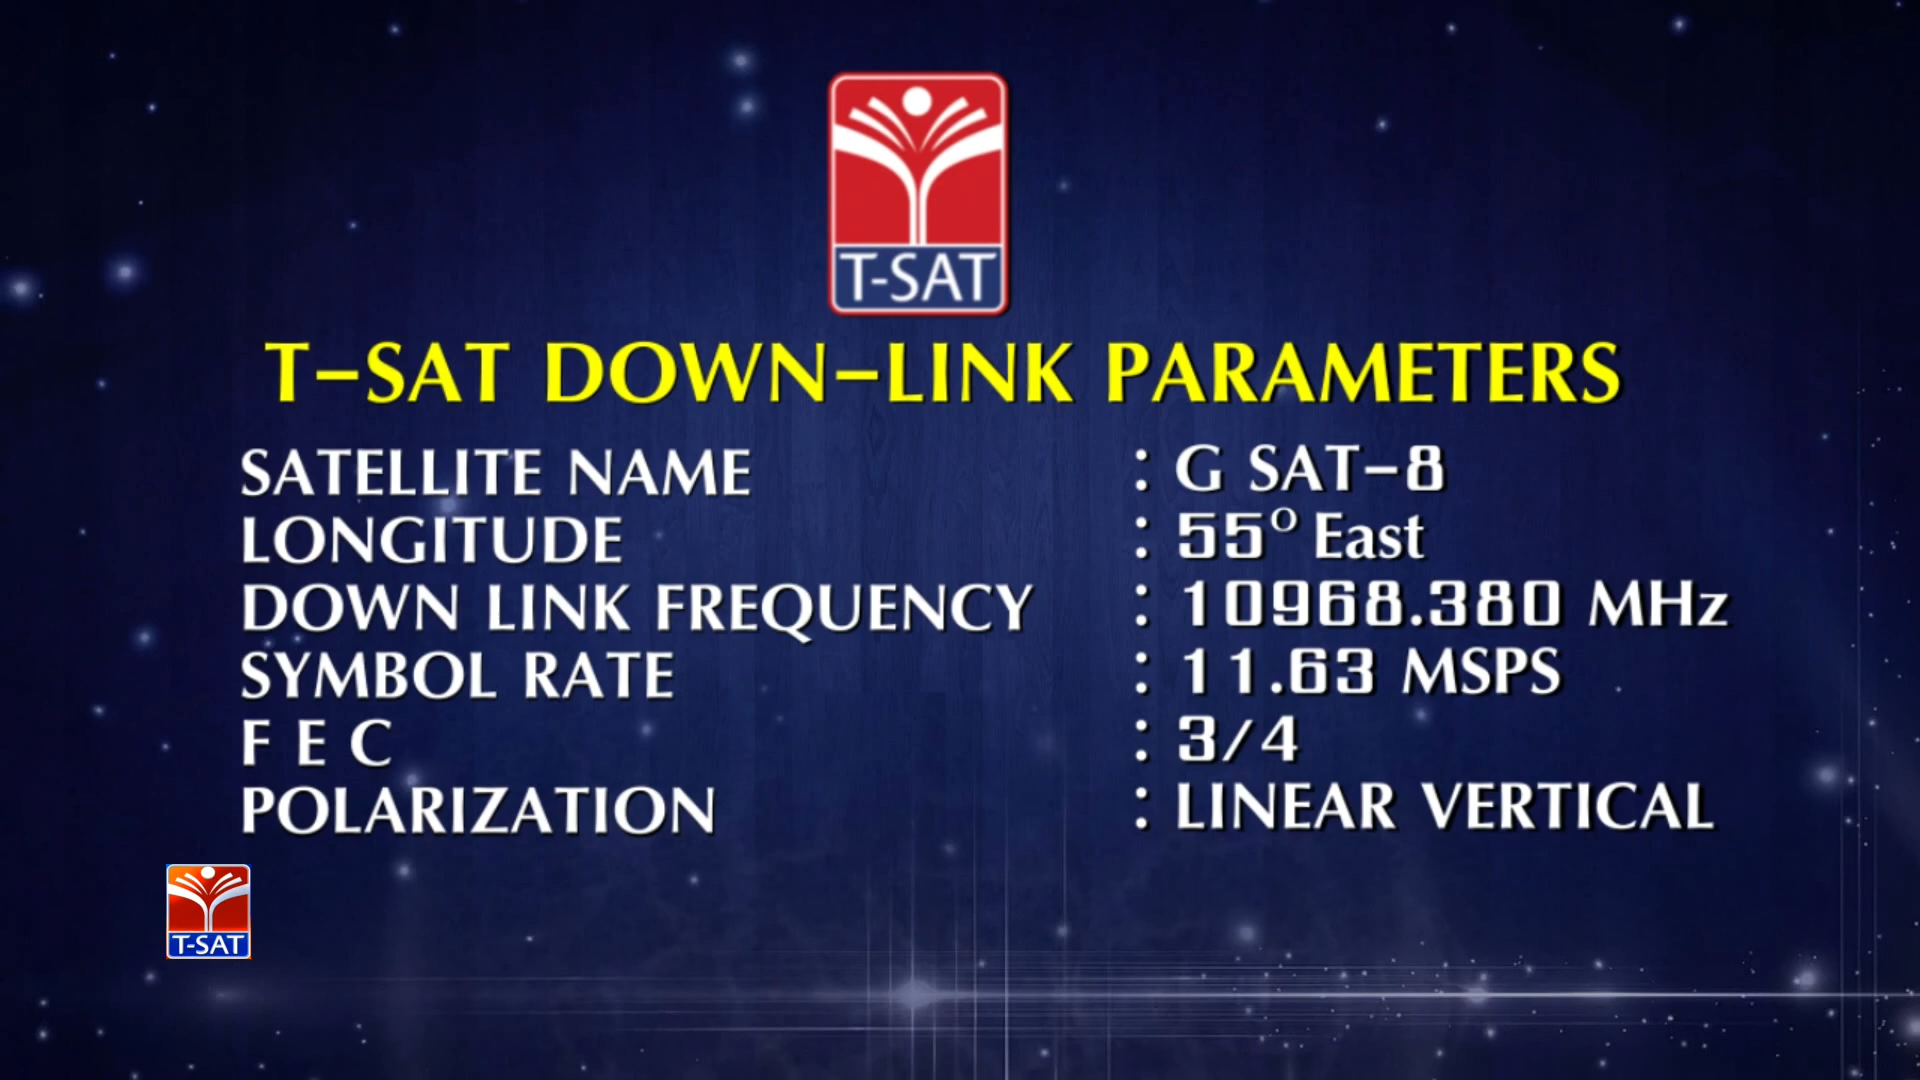 T-SAT
T-SAT DOWN-LINK PARAMETERS
SATELLITE NAME : G SAT-8
LONGITUDE : 55° East
DOWN LINK FREQUENCY : 10968.380 MHz
SYMBOL RATE : 11.63 MSPS
F E C : 3/4
POLARIZATION : LINEAR VERTICAL
T-SAT